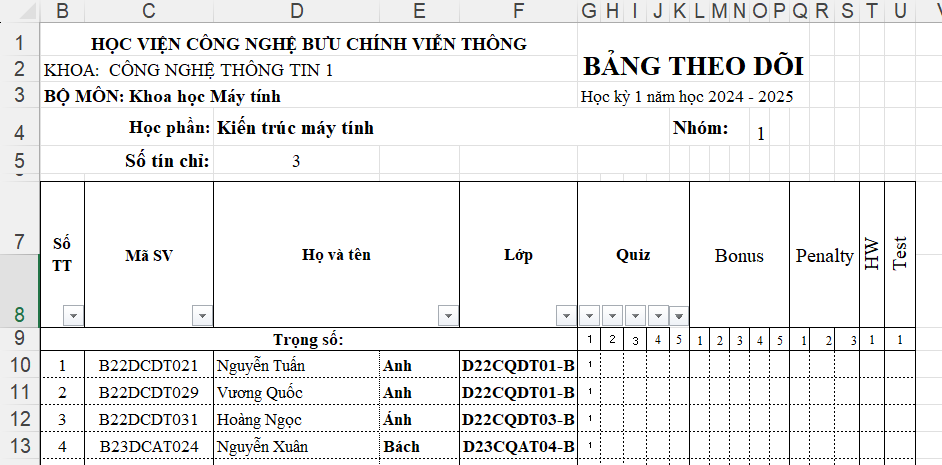 B C D E F G H I J K L M N O P Q R S T U
1 HỌC VIỆN CÔNG NGHỆ BƯU CHÍNH VIỄN THÔNG
2 KHOA: CÔNG NGHỆ THÔNG TIN 1 BẢNG THEO DÕI
3 BỘ MÔN: Khoa học Máy tính Học kỳ 1 năm học 2024 - 2025
4 Học phần: Kiến trúc máy tính Nhóm: 1
5 Số tín chỉ: 3
7 Số TT Mã SV Họ và tên Lớp Quiz Bonus Penalty HW Test
8
9 Trọng số: 1 2 3 4 5 1 2 3 4 5 1 2 3 1 1
10 1 B22DCDT021 Nguyễn Tuấn Anh D22CQDT01-B 1
11 2 B22DCDT029 Vương Quốc Anh D22CQDT01-B 1
12 3 B22DCDT031 Hoàng Ngọc Ánh D22CQDT03-B 1
13 4 B23DCAT024 Nguyễn Xuân Bách D23CQAT04-B 1